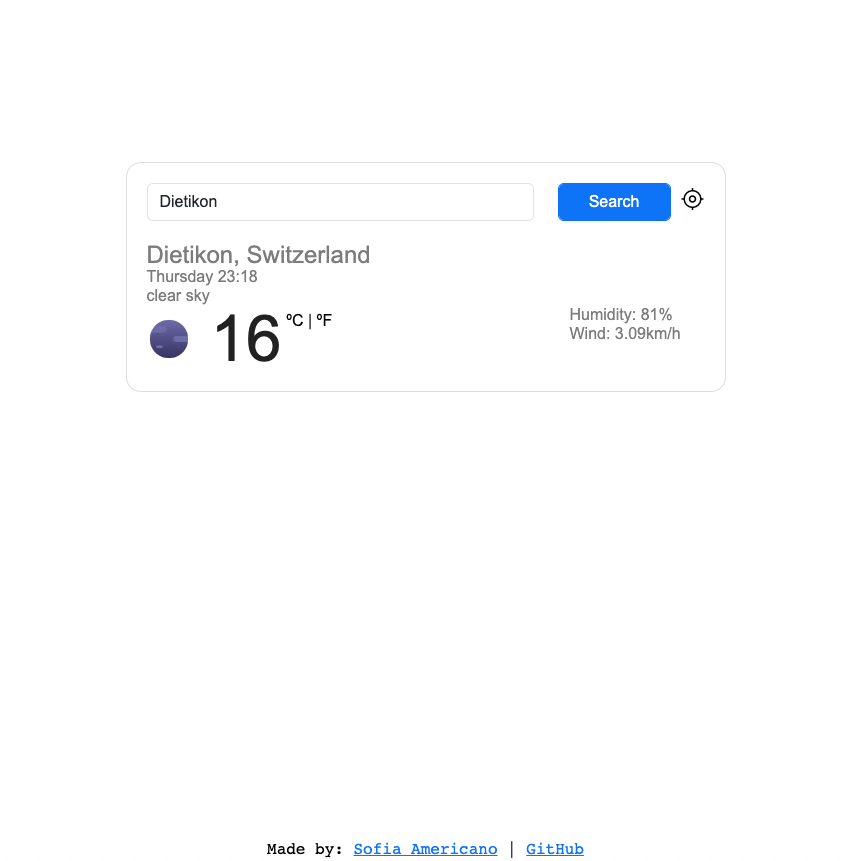 Dietikon
Search
Dietikon, Switzerland
Thursday 23:18
clear sky
16 ºC | ºF
Humidity: 81%
Wind: 3.09km/h
Made by: Sofia Americano | GitHub